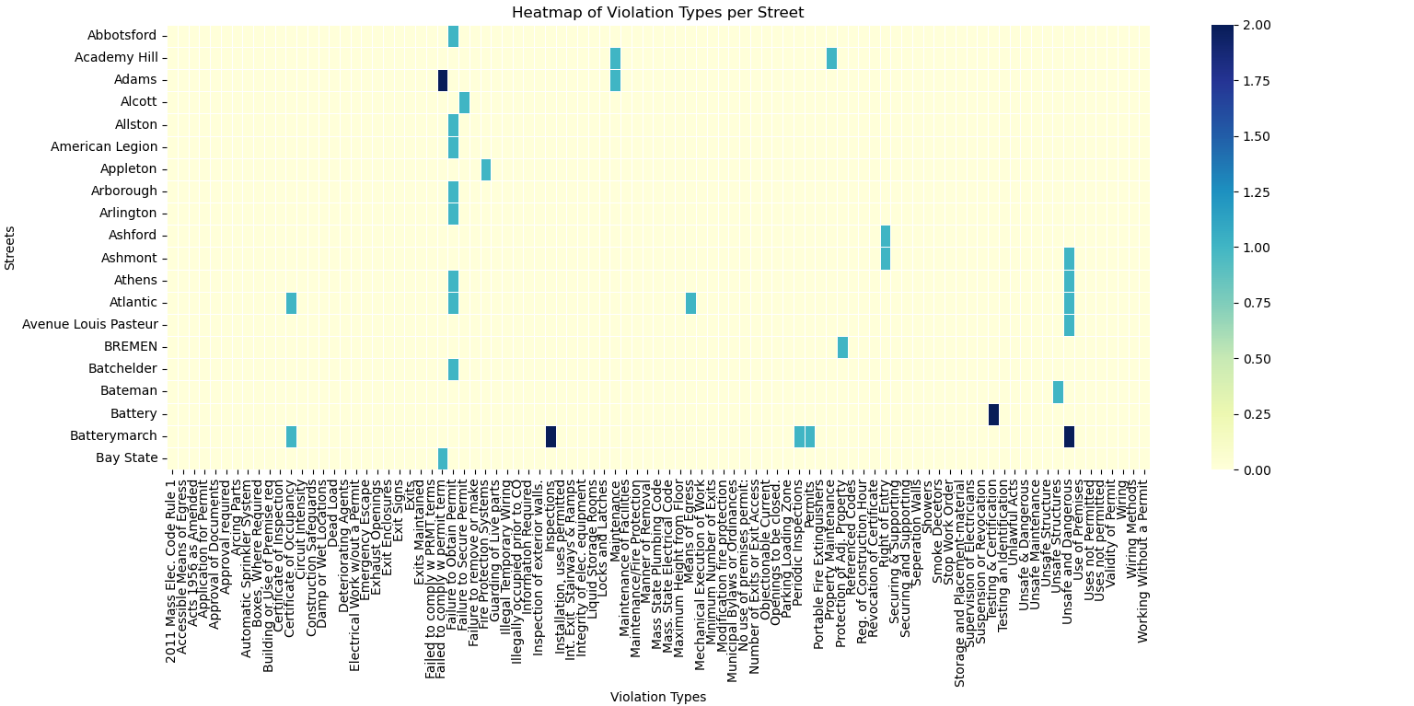 Heatmap of Violation Types per Street
Streets
Abbotsford
Academy Hill
Adams
Alcott
Allston
American Legion
Appleton
Arborough
Arlington
Ashford
Ashmont
Athens
Atlantic
Avenue Louis Pasteur
BREMEN
Batchelder
Bateman
Battery
Batterymarch
Bay State
2.00
1.75
1.50
1.25
1.00
0.75
0.50
0.25
0.00
2011 Mass Elec. Code Rule 1
Accessible Means of Egress
Acts 1956 as Amended
Application for Permit
Approval of Documents
Approval required
Arcing Parts
Automatic Sprinkler System
Boxes, Where Required
Building or Use of Premise req
Certificate of Inspection
Certificate of Occupancy
Circuit Intensity
Construction Safeguards
Damp or Wet Locations
Dead Load
Deteriorating Agents
Electrical Work w/out a Permit
Emergency Escape
Exhaust Openings
Exit Enclosures
Exit Signs
Exits
Exits Maintained
Failed to comply w PRMT terms
Failed to comply w permit term
Failure to Obtain Permit
Failure to Secure Permit
Failure to remove or make
Fire Protection Systems
Guarding of Live parts
Illegal Temporary Wiring
Illegally occupied prior to CO
Information Required
Inspection of exterior walls.
Inspections
Installation, uses permitted
Int. Exit Stairways & Ramps
Integrity of elec. equipment
Liquid Storage Rooms
Locks and Latches
Maintenance
Maintenance of Facilities
Maintenance/Fire Protection
Manner of Removal
Mass State Plumbing Code
Mass. State Electrical Code
Maximum Height from Floor
Means of Egress
Mechanical Execution of Work
Minimum Number of Exits
Modification fire protection
Municipal Bylaws or Ordinances
No use of premises permit:
Number of Exits or Exit Access
Objectionable Current
Openings to be closed.
Parking Loading Zone
Periodic Inspections
Permits
Portable Fire Extinguishers
Property Maintenance
Protection of Adj. Property
Referenced Codes
Reg. of Construction Hour
Revocation of Certificate
Right of Entry
Securing & Supporting
Securing and Supporting
Seperation Walls
Showers
Smoke Decetors
Stop Work Order
Storage and Placement-material
Supervision of Electricians
Suspension or Revocation
Testing & Certification
Testing an Identification
Unlawful Acts
Unsafe & Dangerous
Unsafe Maintenence
Unsafe Structure
Unsafe Structures
Unsafe and Dangerous
Use of Premises
Uses Permitted
Uses not permitted
Validity of Permit
Work
Wiring Methods
Working Without a Permit
Violation Types